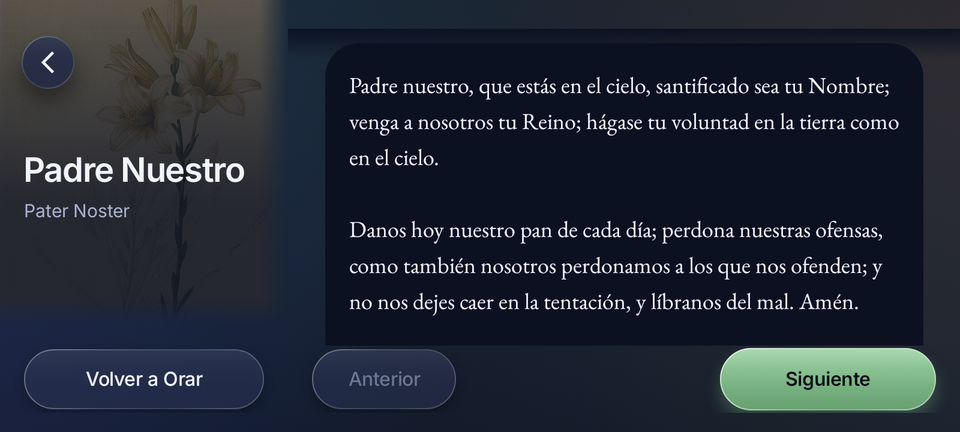 Padre Nuestro
Pater Noster
Padre nuestro, que estás en el cielo, santificado sea tu Nombre;
venga a nosotros tu Reino; hágase tu voluntad en la tierra como
en el cielo.
Danos hoy nuestro pan de cada día; perdona nuestras ofensas,
como también nosotros perdonamos a los que nos ofenden; y
no nos dejes caer en la tentación, y líbranos del mal. Amén.
Volver a Orar
Anterior
Siguiente